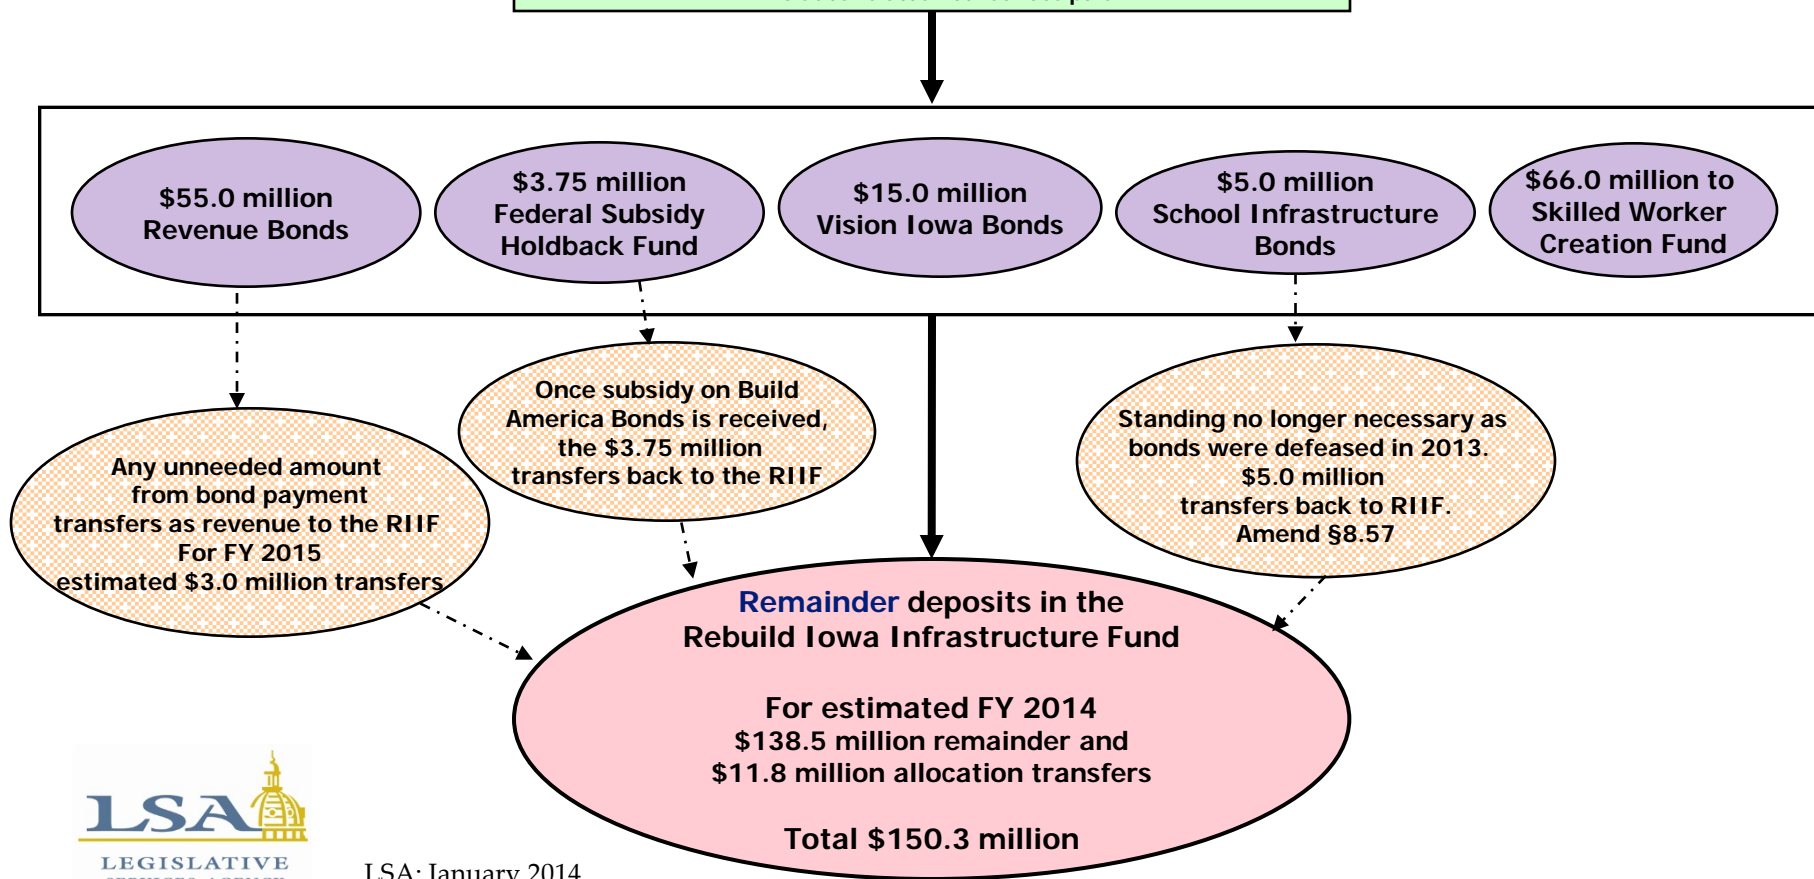 $55.0 million
Revenue Bonds
$3.75 million
Federal Subsidy
Holdback Fund
$15.0 million
Vision Iowa Bonds
$5.0 million
School Infrastructure
Bonds
$66.0 million to
Skilled Worker
Creation Fund
Any unneeded amount
from bond payment
transfers as revenue to the RIIF
For FY 2015
estimated $3.0 million transfers
Once subsidy on Build
America Bonds is received,
the $3.75 million
transfers back to the RIIF
Standing no longer necessary as
bonds were defeased in 2013.
$5.0 million
transfers back to RIIF.
Amend §8.57
Remainder deposits in the
Rebuild Iowa Infrastructure Fund
For estimated FY 2014
$138.5 million remainder and
$11.8 million allocation transfers
Total $150.3 million
LSA
LEGISLATIVE
SERVICES AGENCY
LSA: January 2014